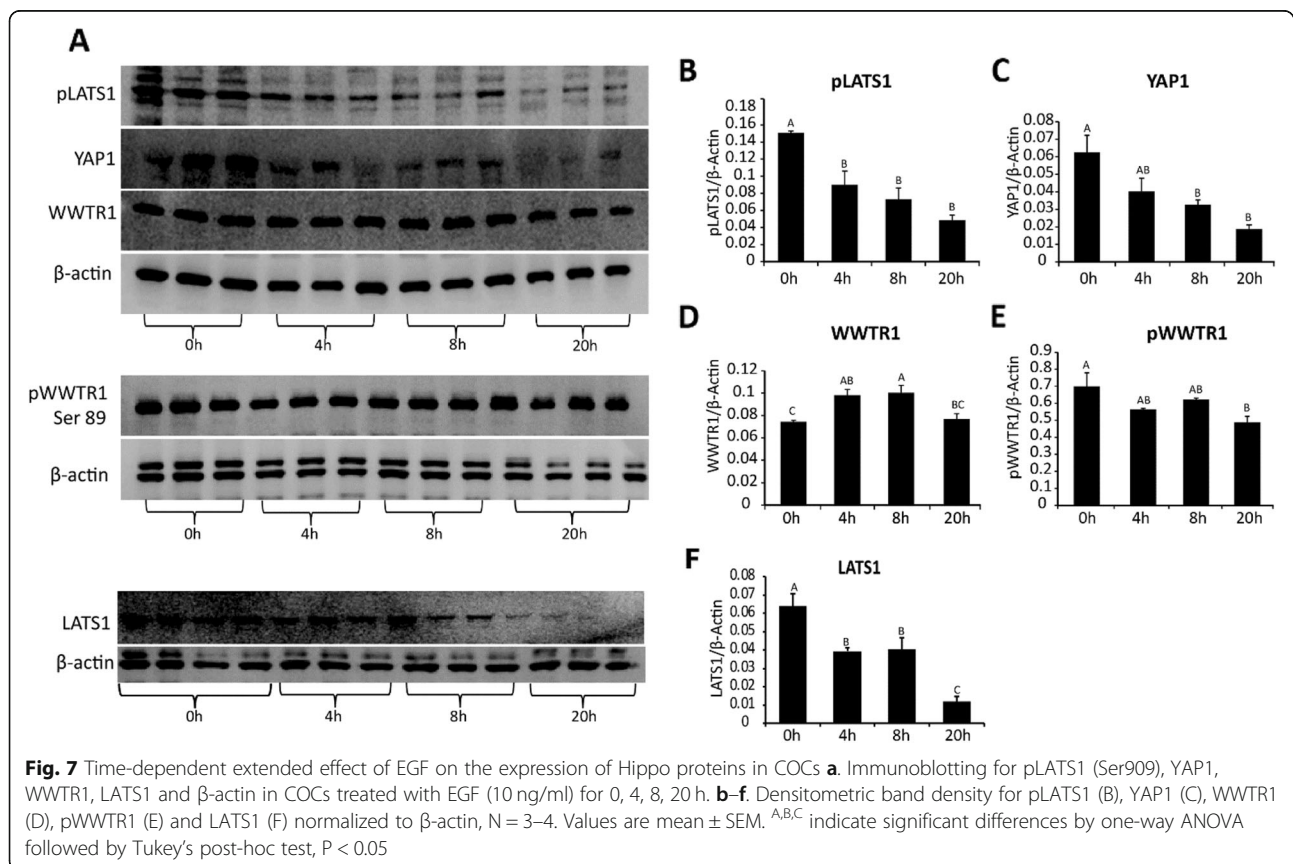 A
pLATS1
YAP1
WWTR1
β-actin
0h 4h 8h 20h
pWWTR1
Ser 89
β-actin
0h 4h 8h 20h
LATS1
β-actin
0h 4h 8h 20h
B
pLATS1
pLATS1/β-Actin
0.18
0.16
0.14
0.12
0.10
0.08
0.06
0.04
0.02
0
A B B B
0h 4h 8h 20h
C
YAP1
YAP1/β-Actin
0.08
0.07
0.06
0.05
0.04
0.03
0.02
0.01
0
A AB B B
0h 4h 8h 20h
D
WWTR1
WWTR1/β-Actin
0.12
0.1
0.08
0.06
0.04
0.02
0
C AB A BC
0h 4h 8h 20h
E
pWWTR1
pWWTR1/β-Actin
0.9
0.8
0.7
0.6
0.5
0.4
0.3
0.2
0.1
0
A AB AB B
0h 4h 8h 20h
F
LATS1
LATS1/β-Actin
0.08
0.07
0.06
0.05
0.04
0.03
0.02
0.01
0
A B B C
0h 4h 8h 20h
Fig. 7 Time-dependent extended effect of EGF on the expression of Hippo proteins in COCs a. Immunoblotting for pLATS1 (Ser909), YAP1,
WWTR1, LATS1 and β-actin in COCs treated with EGF (10 ng/ml) for 0, 4, 8, 20 h. b–f. Densitometric band density for pLATS1 (B), YAP1 (C), WWTR1
(D), pWWTR1 (E) and LATS1 (F) normalized to β-actin, N = 3–4. Values are mean ± SEM. A,B,C indicate significant differences by one-way ANOVA
followed by Tukey's post-hoc test, P < 0.05